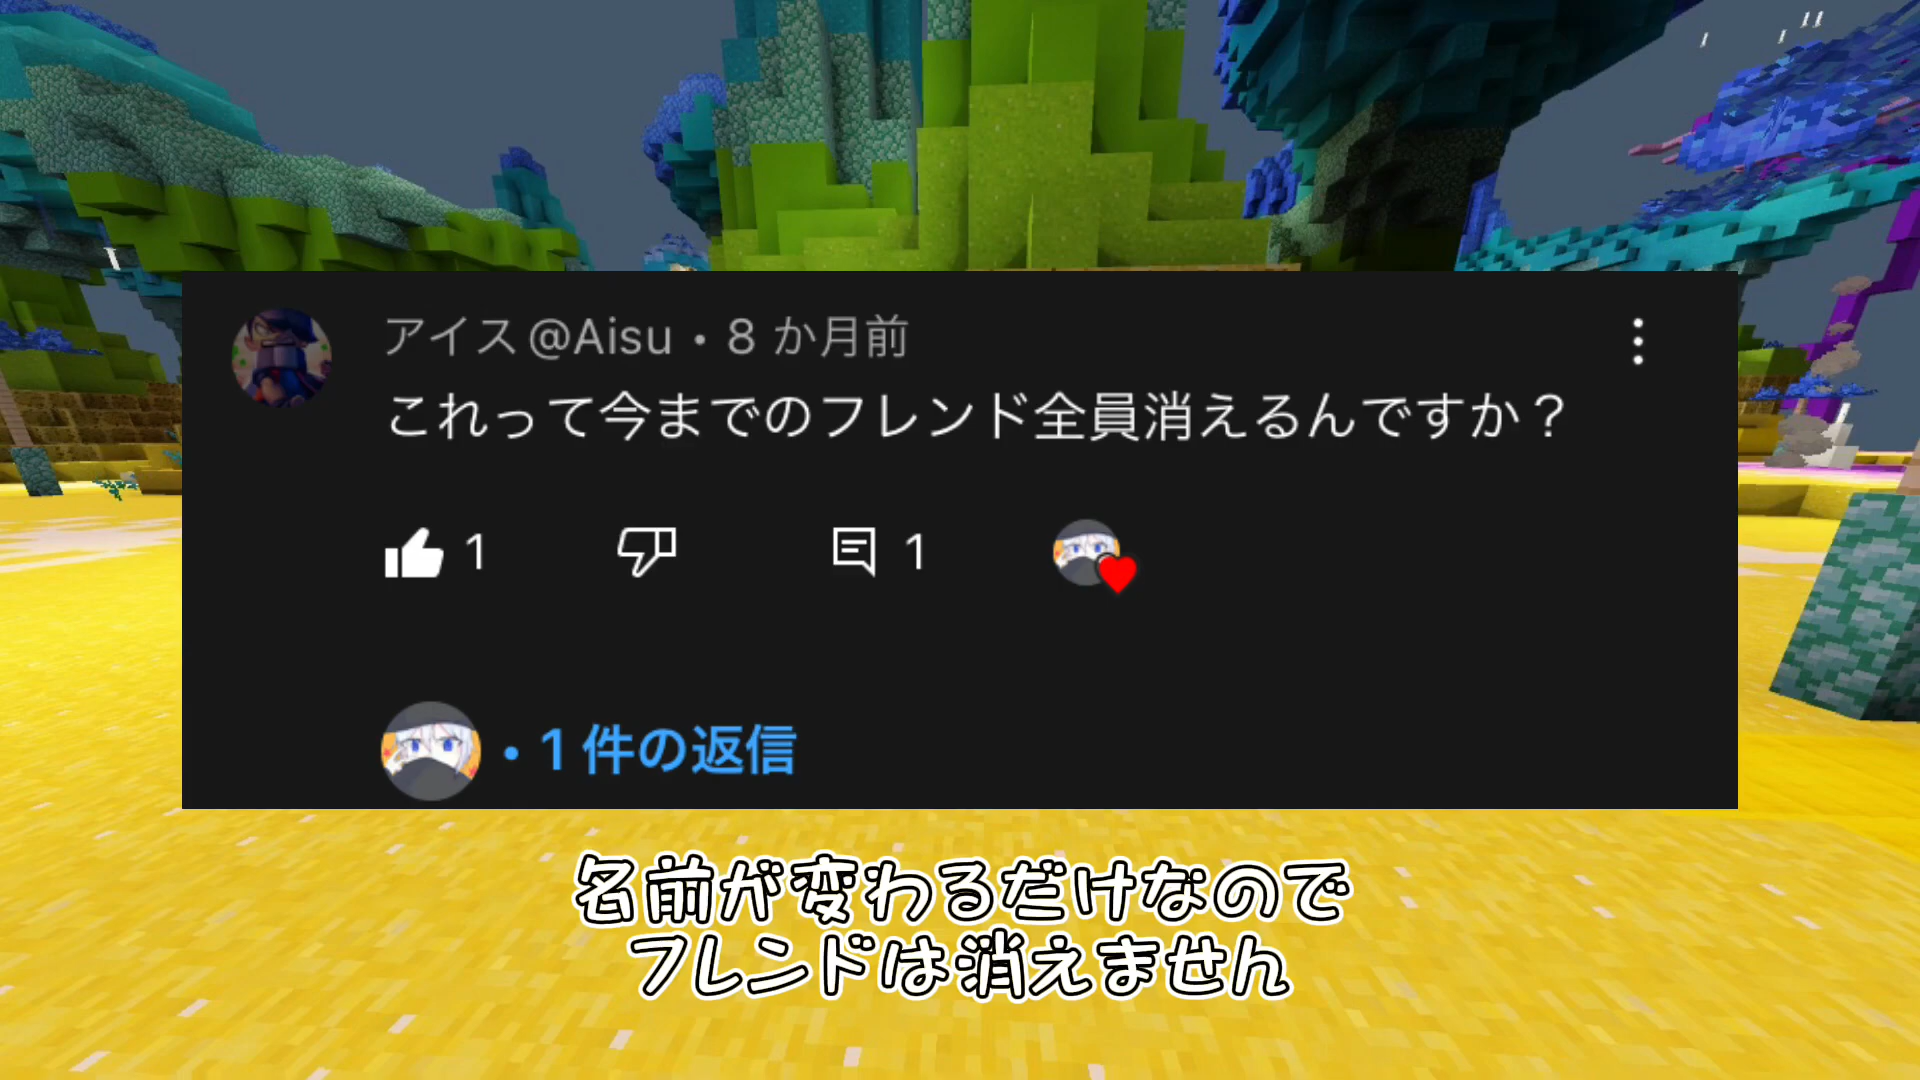 アイス@Aisu・8 か月前
これって今までのフレンド全員消えるんですか？
1
1
・1 件の返信
名前が変わるだけなので
フレンドは消えません